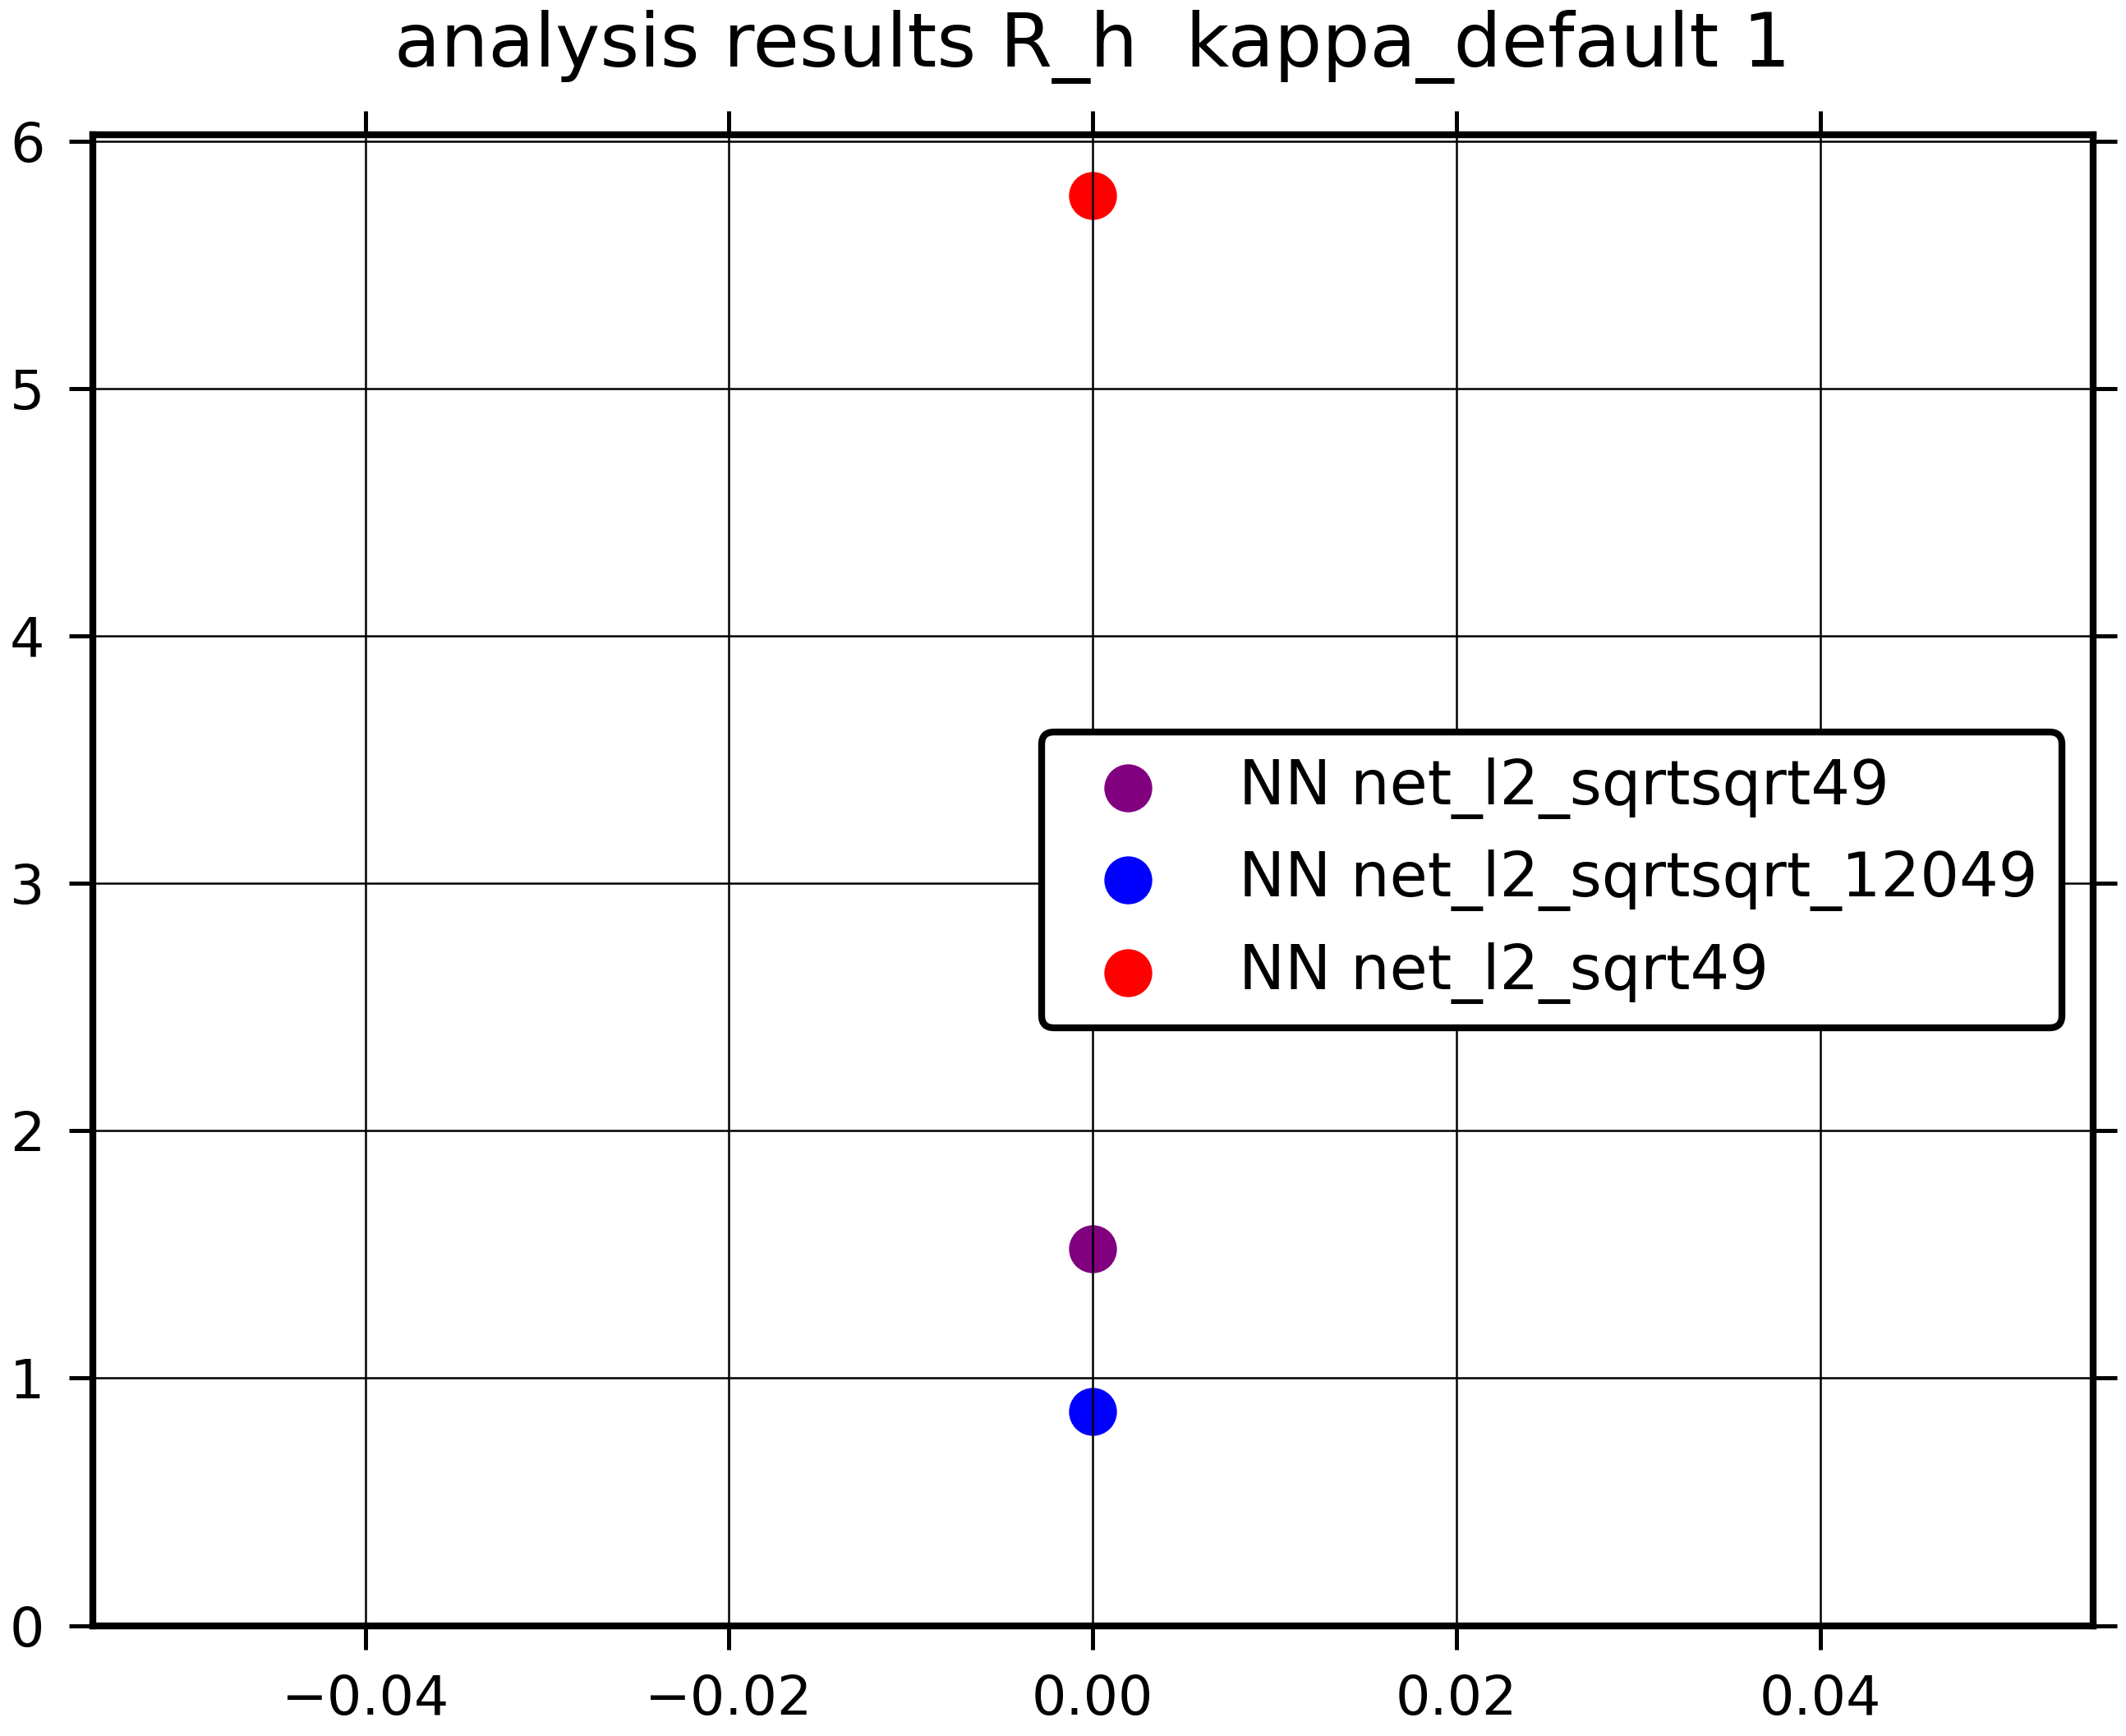 analysis results R_h  kappa_default 1
6
5
4
3
2
1
0
NN net_l2_sqrtsqrt49
NN net_l2_sqrtsqrt_12049
NN net_l2_sqrt49
−0.04 −0.02 0.00 0.02 0.04